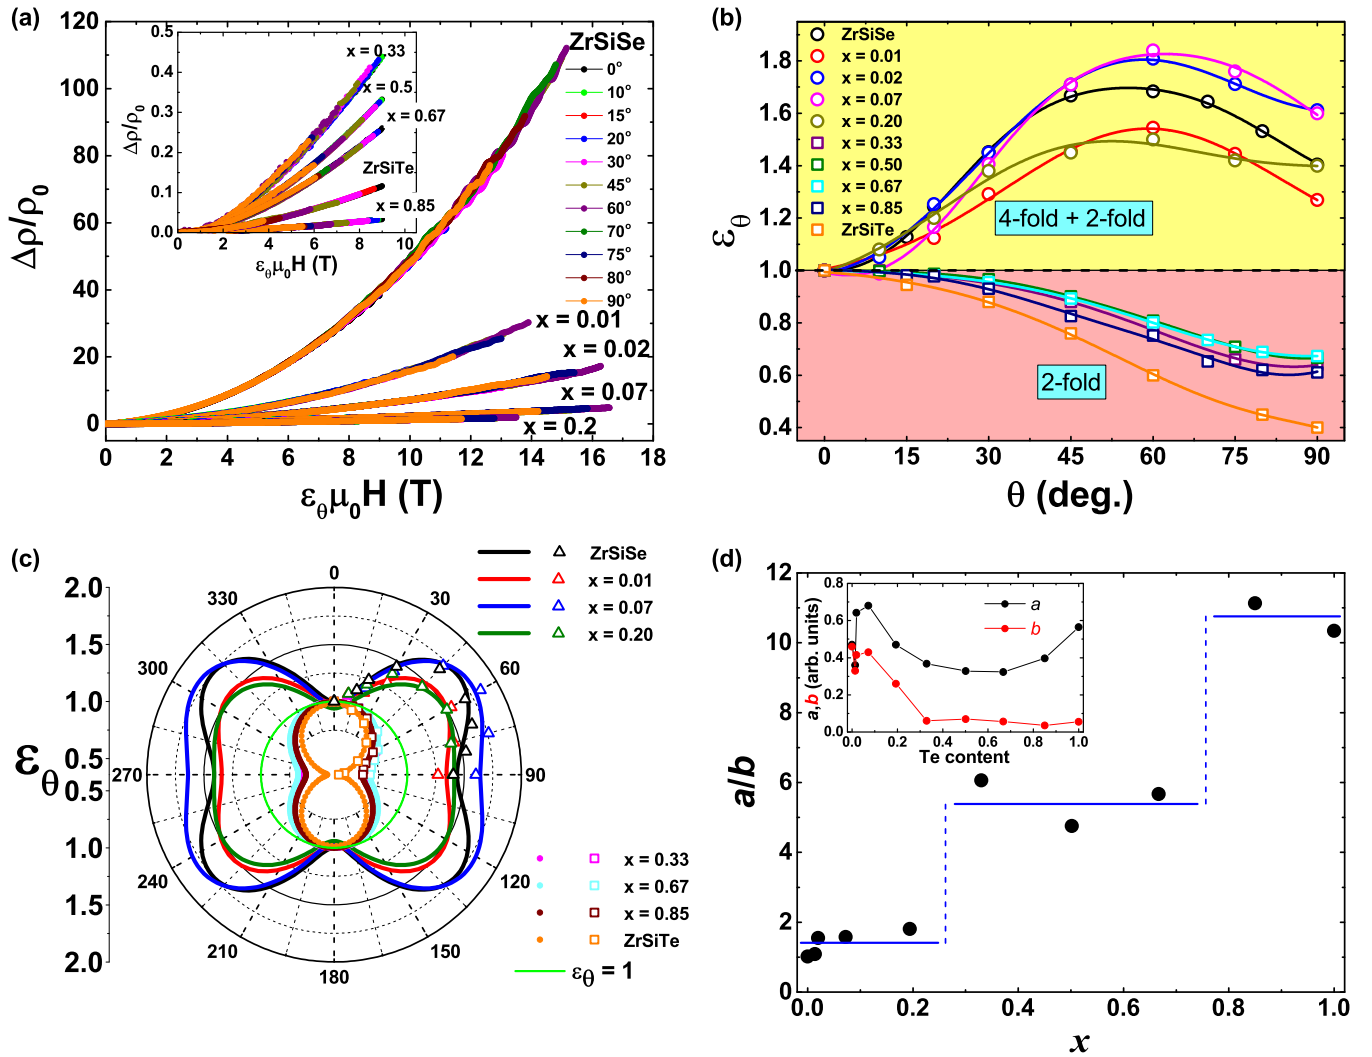 (a)
120
100
80
60
40
20
0
Δρ/ρ0
0 2 4 6 8 10 12 14 16 18
εθμ0H (T)
ZrSiSe
0°
10°
15°
20°
30°
45°
60°
70°
75°
80°
90°
x = 0.01
x = 0.02
x = 0.07
x = 0.2
0.5
0.4
0.3
0.2
0.1
0.0
Δρ/ρ0
0 2 4 6 8 10
εθμ0H (T)
x = 0.33
x = 0.5
x = 0.67
ZrSiTe
x = 0.85
(b)
1.8
1.6
1.4
1.2
1.0
0.8
0.6
0.4
εθ
0 15 30 45 60 75 90
θ (deg.)
ZrSiSe
x = 0.01
x = 0.02
x = 0.07
x = 0.20
x = 0.33
x = 0.50
x = 0.67
x = 0.85
ZrSiTe
4-fold + 2-fold
2-fold
(c)
2.0
1.5
1.0
0.5
0.5
1.0
1.5
2.0
εθ
0
30
60
90
120
150
180
210
240
270
300
330
ZrSiSe
x = 0.01
x = 0.07
x = 0.20
x = 0.33
x = 0.67
x = 0.85
ZrSiTe
εθ = 1
(d)
12
10
8
6
4
2
0
a/b
0.0 0.2 0.4 0.6 0.8 1.0
x
0.8
0.6
0.4
0.2
0.0
a,b (arb. units)
0.0 0.2 0.4 0.6 0.8 1.0
Te content
a
b